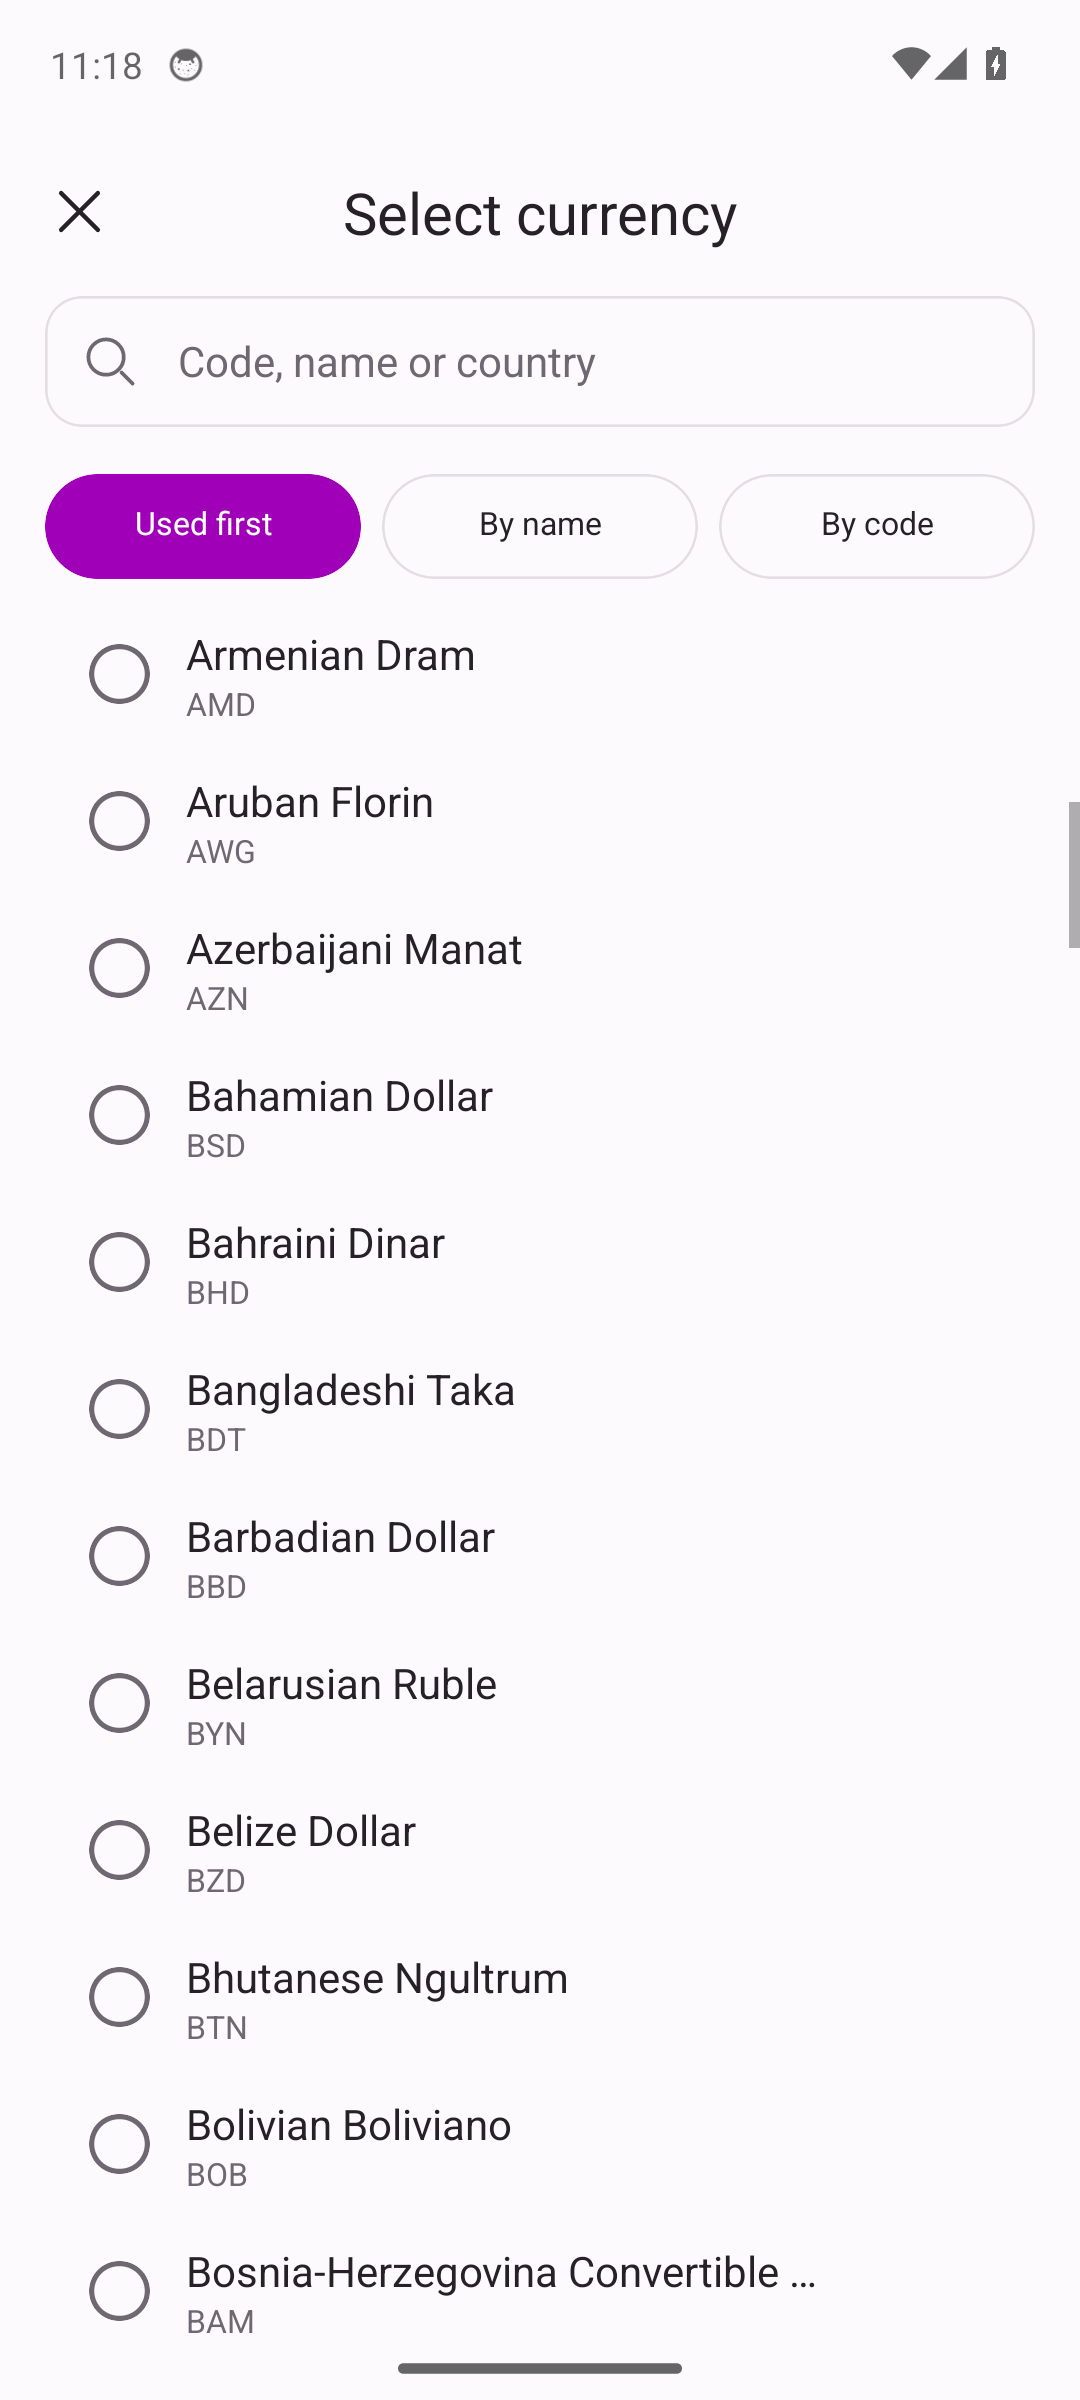 11:18
Select currency
Code, name or country
Used first
By name
By code
Armenian Dram
AMD
Aruban Florin
AWG
Azerbaijani Manat
AZN
Bahamian Dollar
BSD
Bahraini Dinar
BHD
Bangladeshi Taka
BDT
Barbadian Dollar
BBD
Belarusian Ruble
BYN
Belize Dollar
BZD
Bhutanese Ngultrum
BTN
Bolivian Boliviano
BOB
Bosnia-Herzegovina Convertible ...
BAM